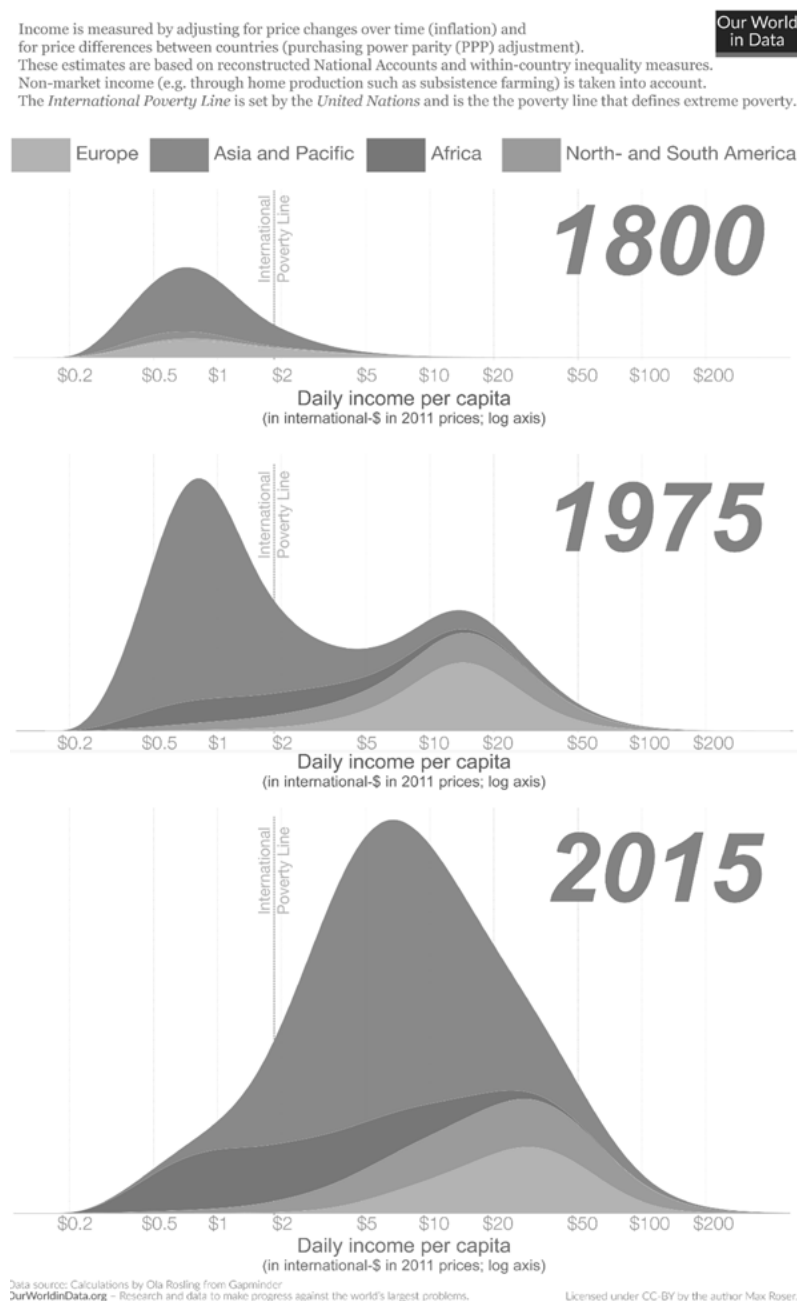 Income is measured by adjusting for price changes over time (inflation) and
for price differences between countries (purchasing power parity (PPP) adjustment).
These estimates are based on reconstructed National Accounts and within-country inequality measures.
Non-market income (e.g. through home production such as subsistence farming) is taken into account.
The International Poverty Line is set by the United Nations and is the the poverty line that defines extreme poverty.
Our World
in Data
Europe Asia and Pacific Africa North- and South America
International
Poverty Line
1800
$0.2 $0.5 $1 $2 $5 $10 $20 $50 $100 $200
Daily income per capita
(in international-$ in 2011 prices; log axis)
International
Poverty Line
1975
$0.2 $0.5 $1 $2 $5 $10 $20 $50 $100 $200
Daily income per capita
(in international-$ in 2011 prices; log axis)
International
Poverty Line
2015
$0.2 $0.5 $1 $2 $5 $10 $20 $50 $100 $200
Daily income per capita
(in international-$ in 2011 prices; log axis)
Data source: Calculations by Ola Rosling from Gapminder
OurWorldinData.org – Research and data to make progress against the world's largest problems.
Licensed under CC-BY by the author Max Roser.